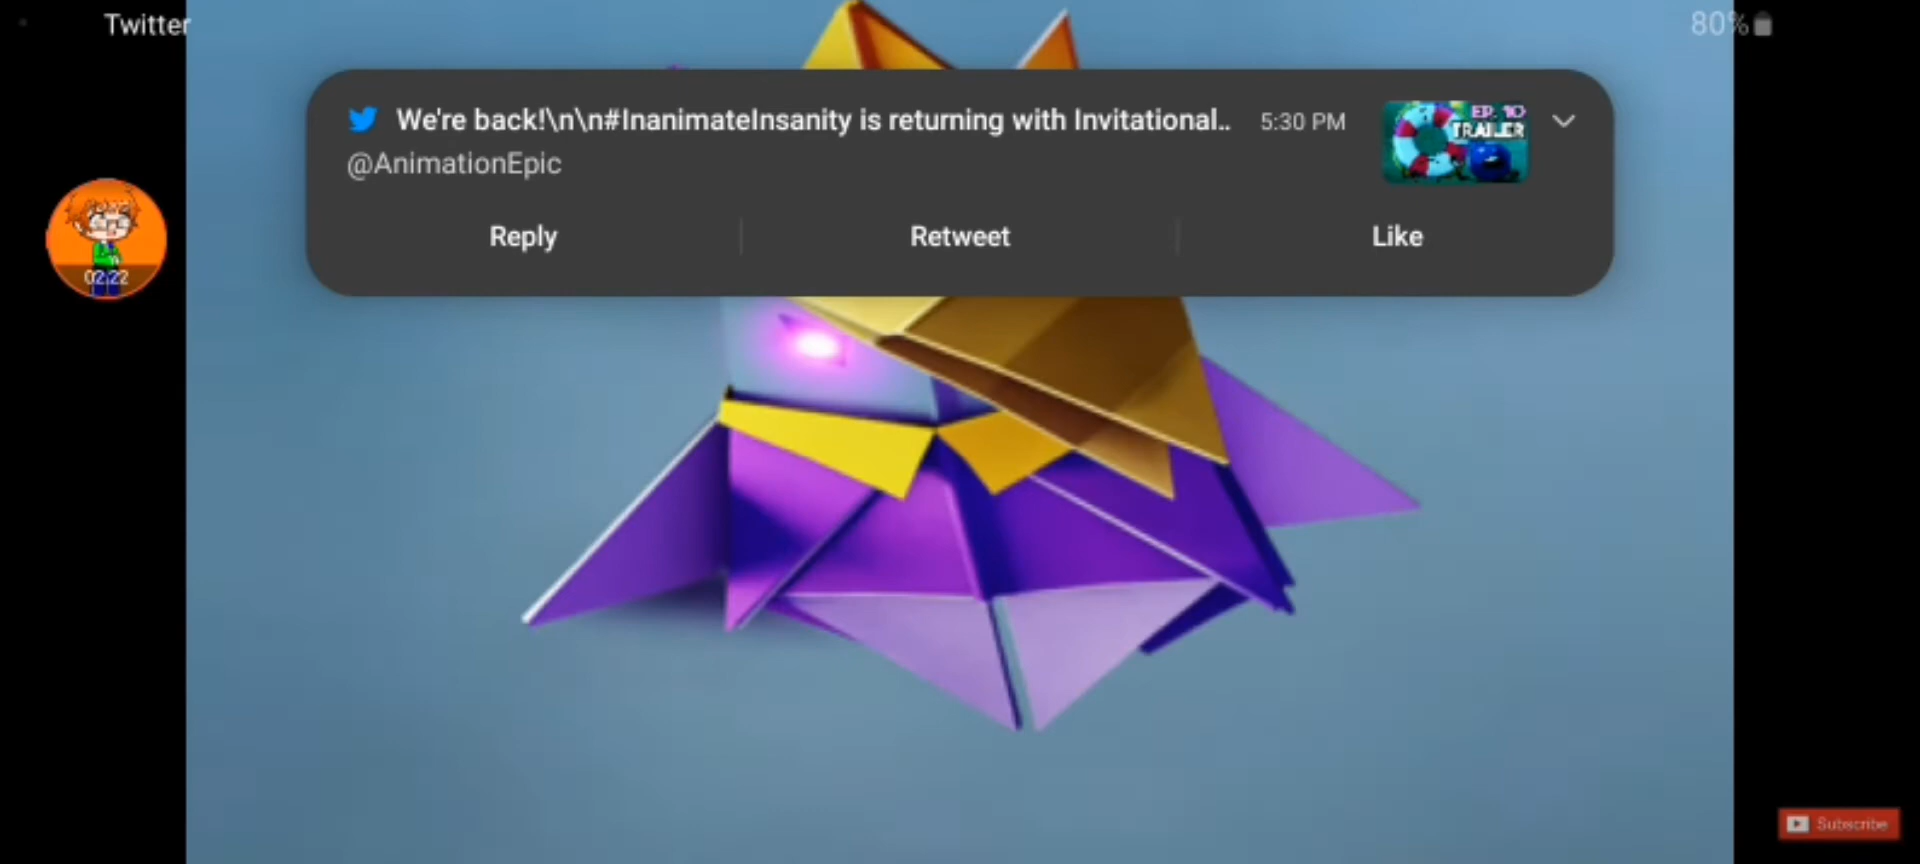 Twitter
80%
We're back!\n\n#InanimateInsanity is returning with Invitational..
5:30 PM
EP. 10
TRAILER
@AnimationEpic
Reply
Retweet
Like
02:22
Subscribe